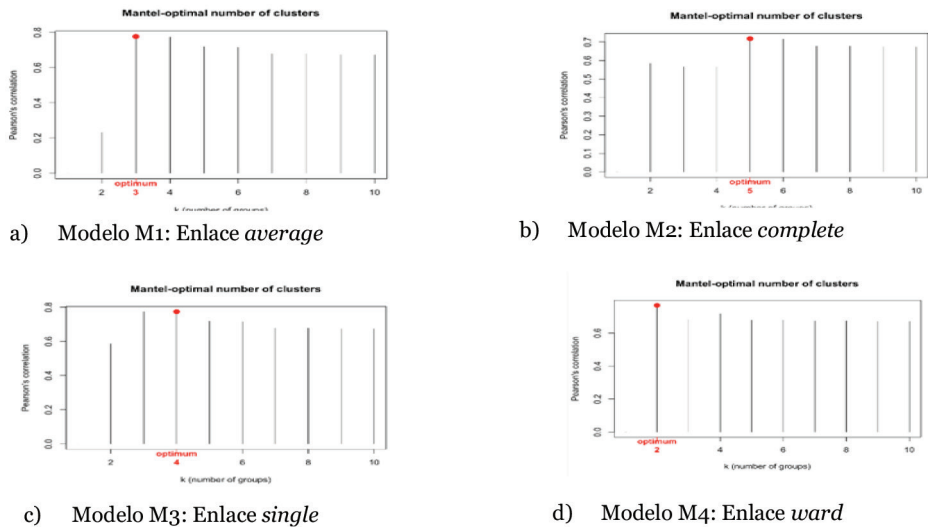 Mantel-optimal number of clusters
Pearson's correlation
0.8
0.6
0.4
0.2
0.0
2 3 4 6 8 10
optimum
k (number of groups)
a) Modelo M1: Enlace average
Mantel-optimal number of clusters
Pearson's correlation
0.7
0.6
0.5
0.4
0.3
0.2
0.1
0.0
optimum
2 4 5 6 8 10
k (number of groups)
b) Modelo M2: Enlace complete
Mantel-optimal number of clusters
Pearson's correlation
0.8
0.6
0.4
0.2
0.0
optimum
2 4 6 8 10
k (number of groups)
c) Modelo M3: Enlace single
Mantel-optimal number of clusters
Pearson's correlation
0.6
0.4
0.2
0.0
optimum
2 4 6 8 10
k (number of groups)
d) Modelo M4: Enlace ward